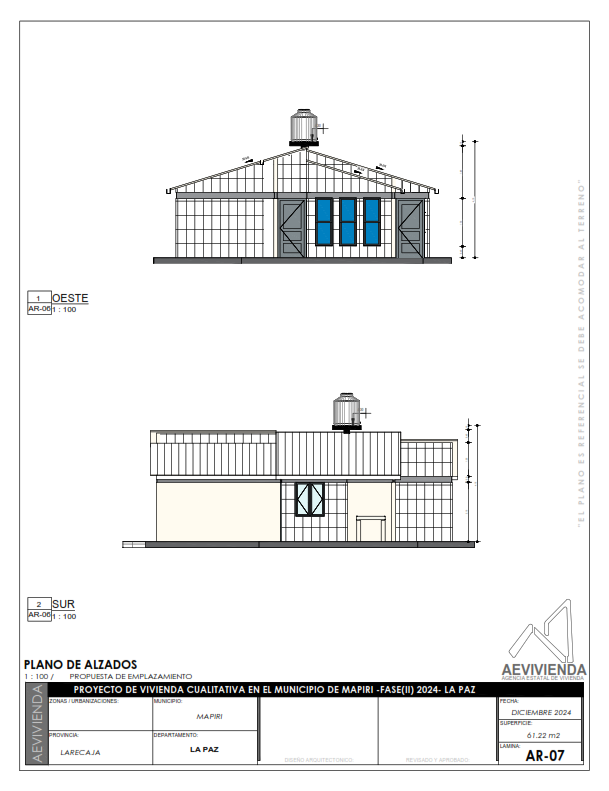 1
OESTE
AR-06
1 : 100
"EL PLANO ES REFERENCIAL SE DEBE ACOMODAR AL TERRENO"
2
SUR
AR-06
1 : 100
PLANO DE ALZADOS
1 : 100 / PROPUESTA DE EMPLAZAMIENTO
AEVIVIENDA
AGENCIA ESTATAL DE VIVIENDA
PROYECTO DE VIVIENDA CUALITATIVA EN EL MUNICIPIO DE MAPIRI -FASE(II) 2024- LA PAZ
AEVIVIENDA
ZONAS / URBANIZACIONES:
MUNICIPIO:
MAPIRI
PROVINCIA:
LARECAJA
DEPARTAMENTO:
LA PAZ
DISEÑO ARQUITECTONICO:
REVISADO Y APROBADO:
FECHA:
DICIEMBRE 2024
SUPERFICIE:
61.22 m2
LAMINA:
AR-07